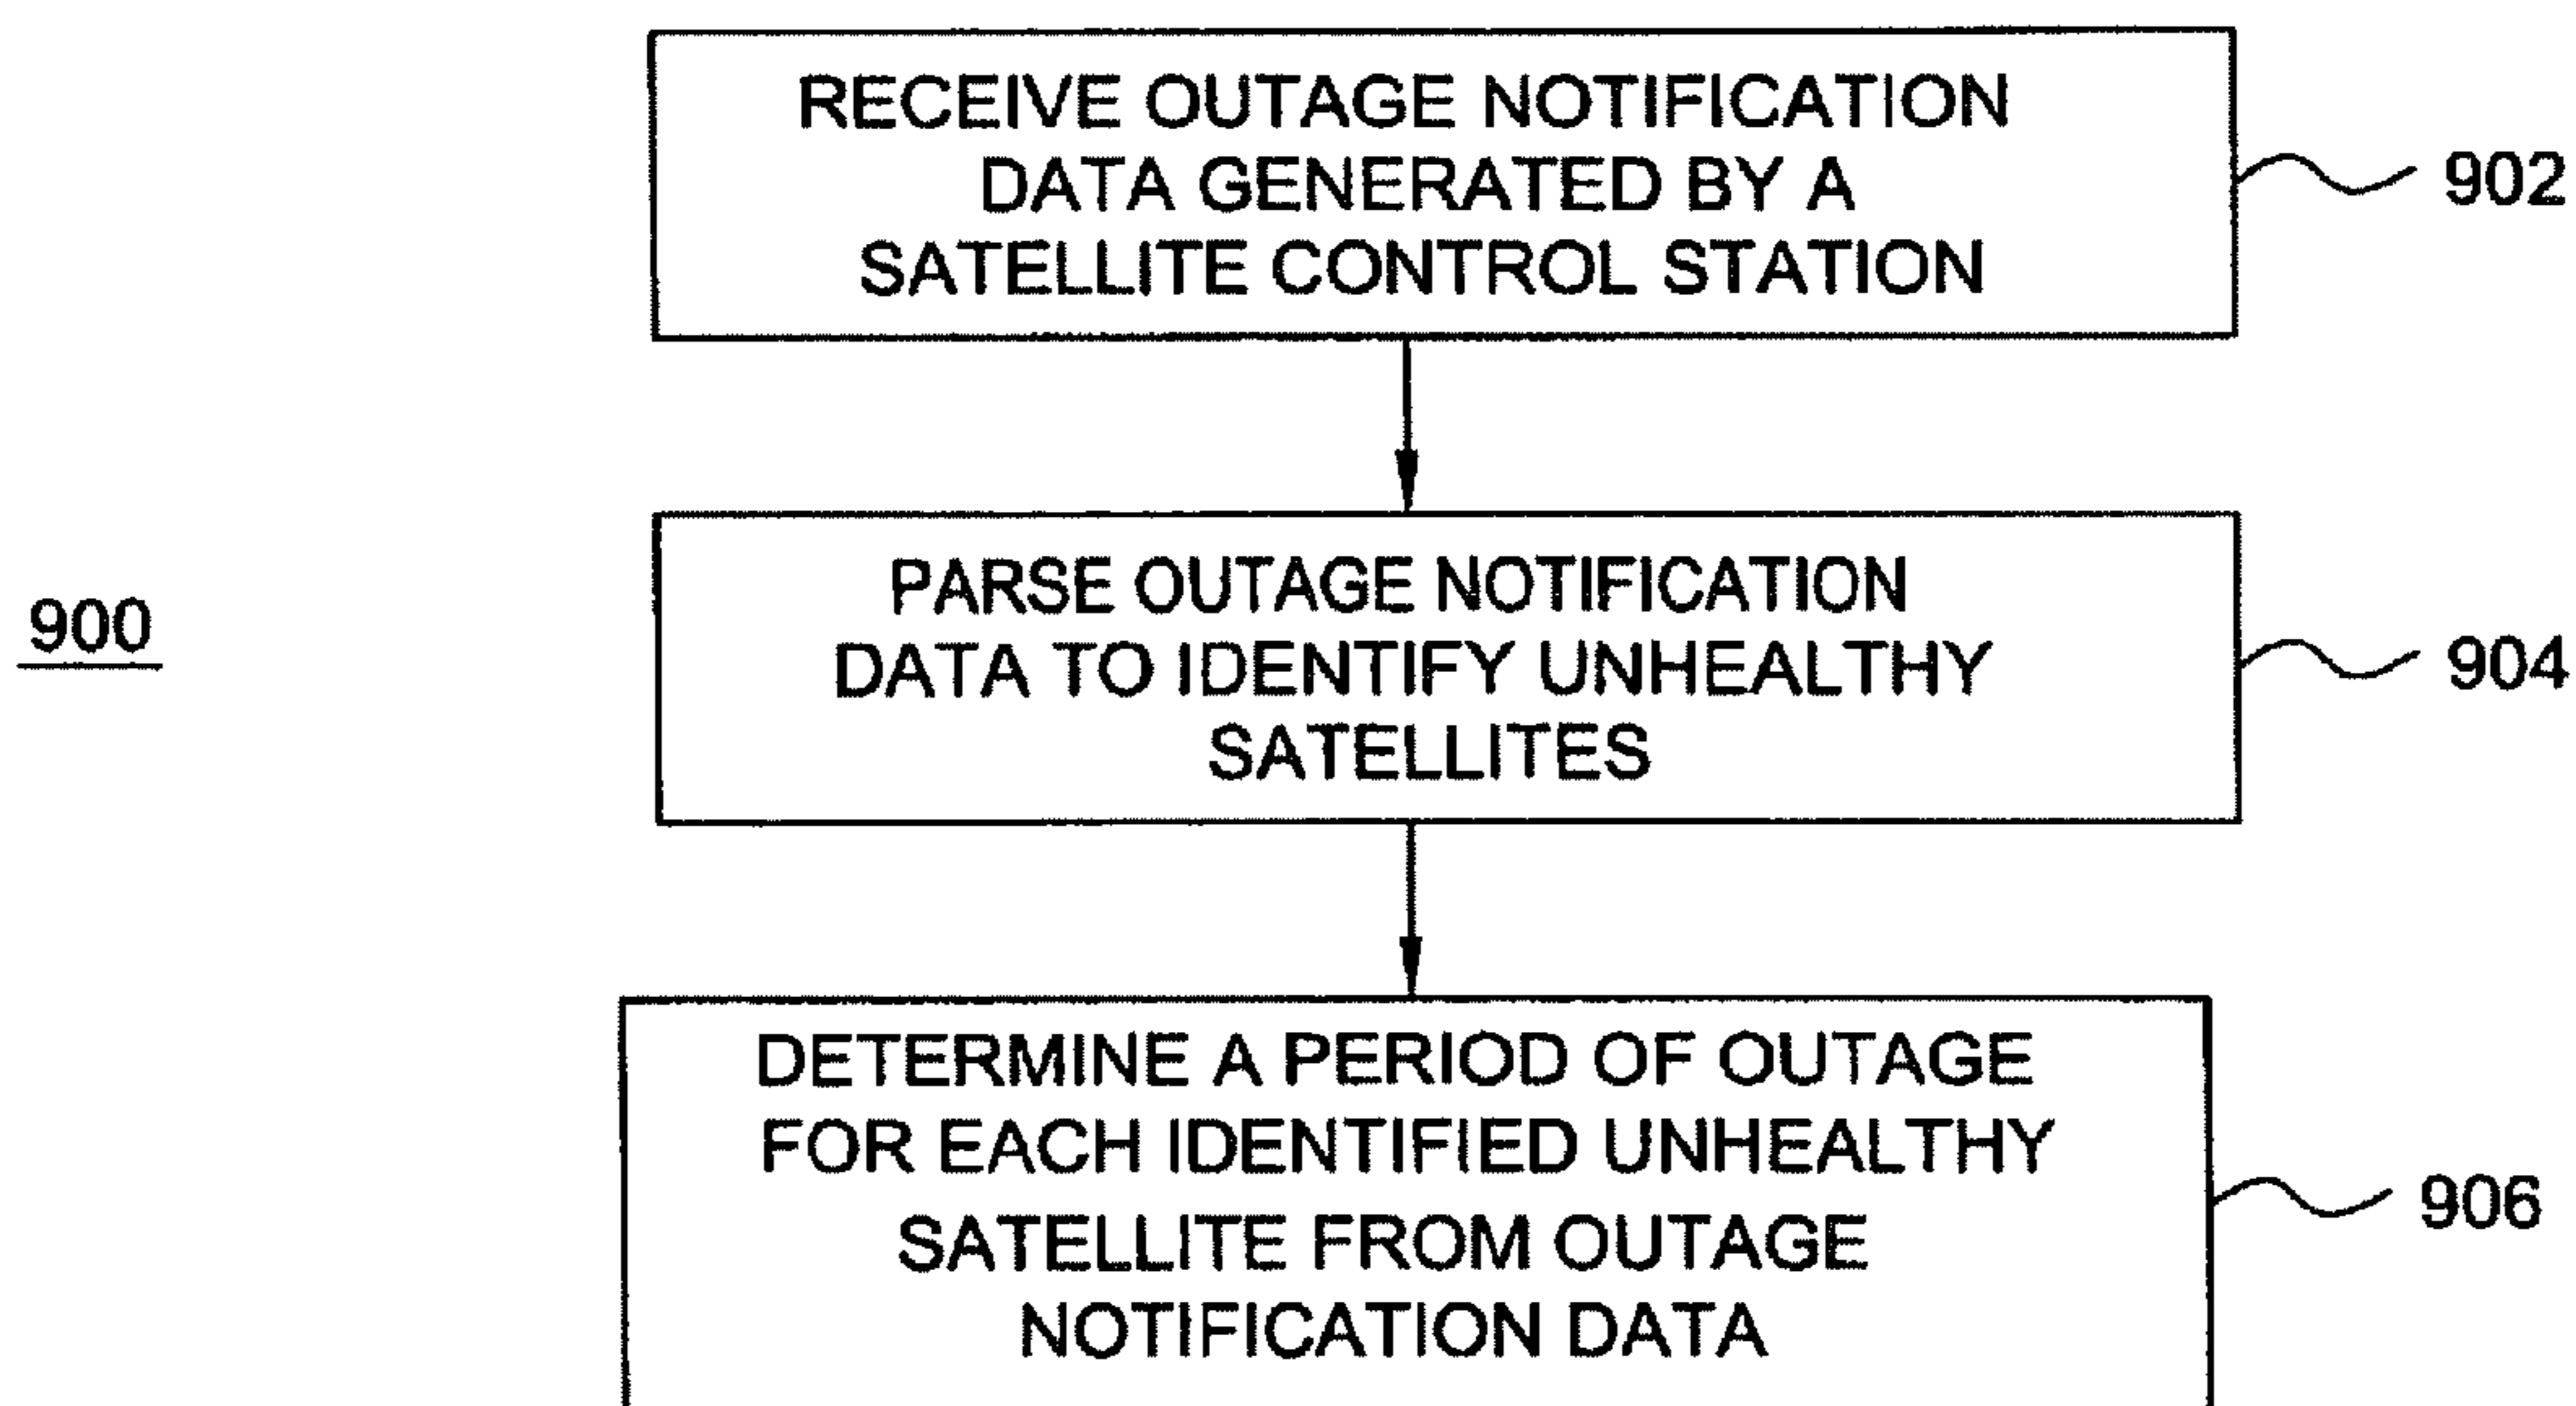 RECEIVE OUTAGE NOTIFICATION
DATA GENERATED BY A
SATELLITE CONTROL STATION
902
PARSE OUTAGE NOTIFICATION
DATA TO IDENTIFY UNHEALTHY
SATELLITES
904
900
DETERMINE A PERIOD OF OUTAGE
FOR EACH IDENTIFIED UNHEALTHY
SATELLITE FROM OUTAGE
NOTIFICATION DATA
906